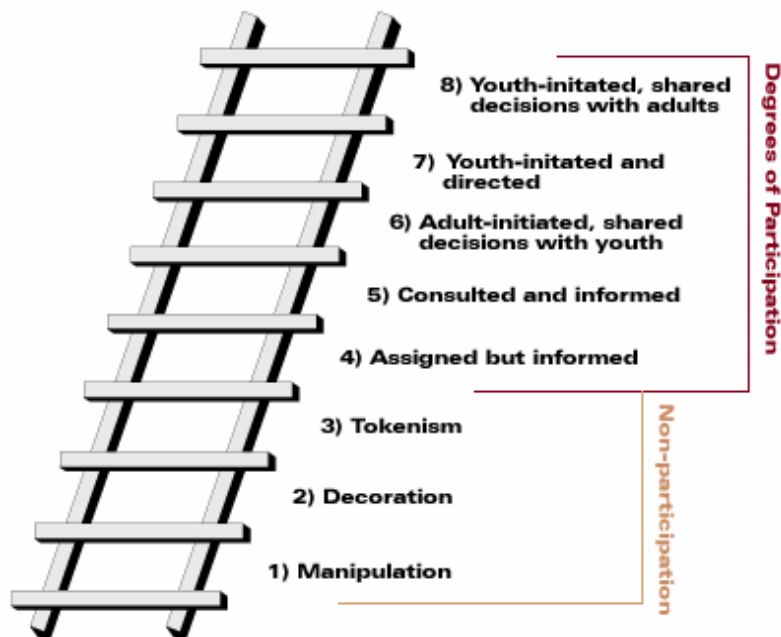 8) Youth-initated, shared
decisions with adults
7) Youth-initated and
directed
6) Adult-initiated, shared
decisions with youth
5) Consulted and informed
4) Assigned but informed
3) Tokenism
2) Decoration
1) Manipulation
Degrees of Participation
Non-participation